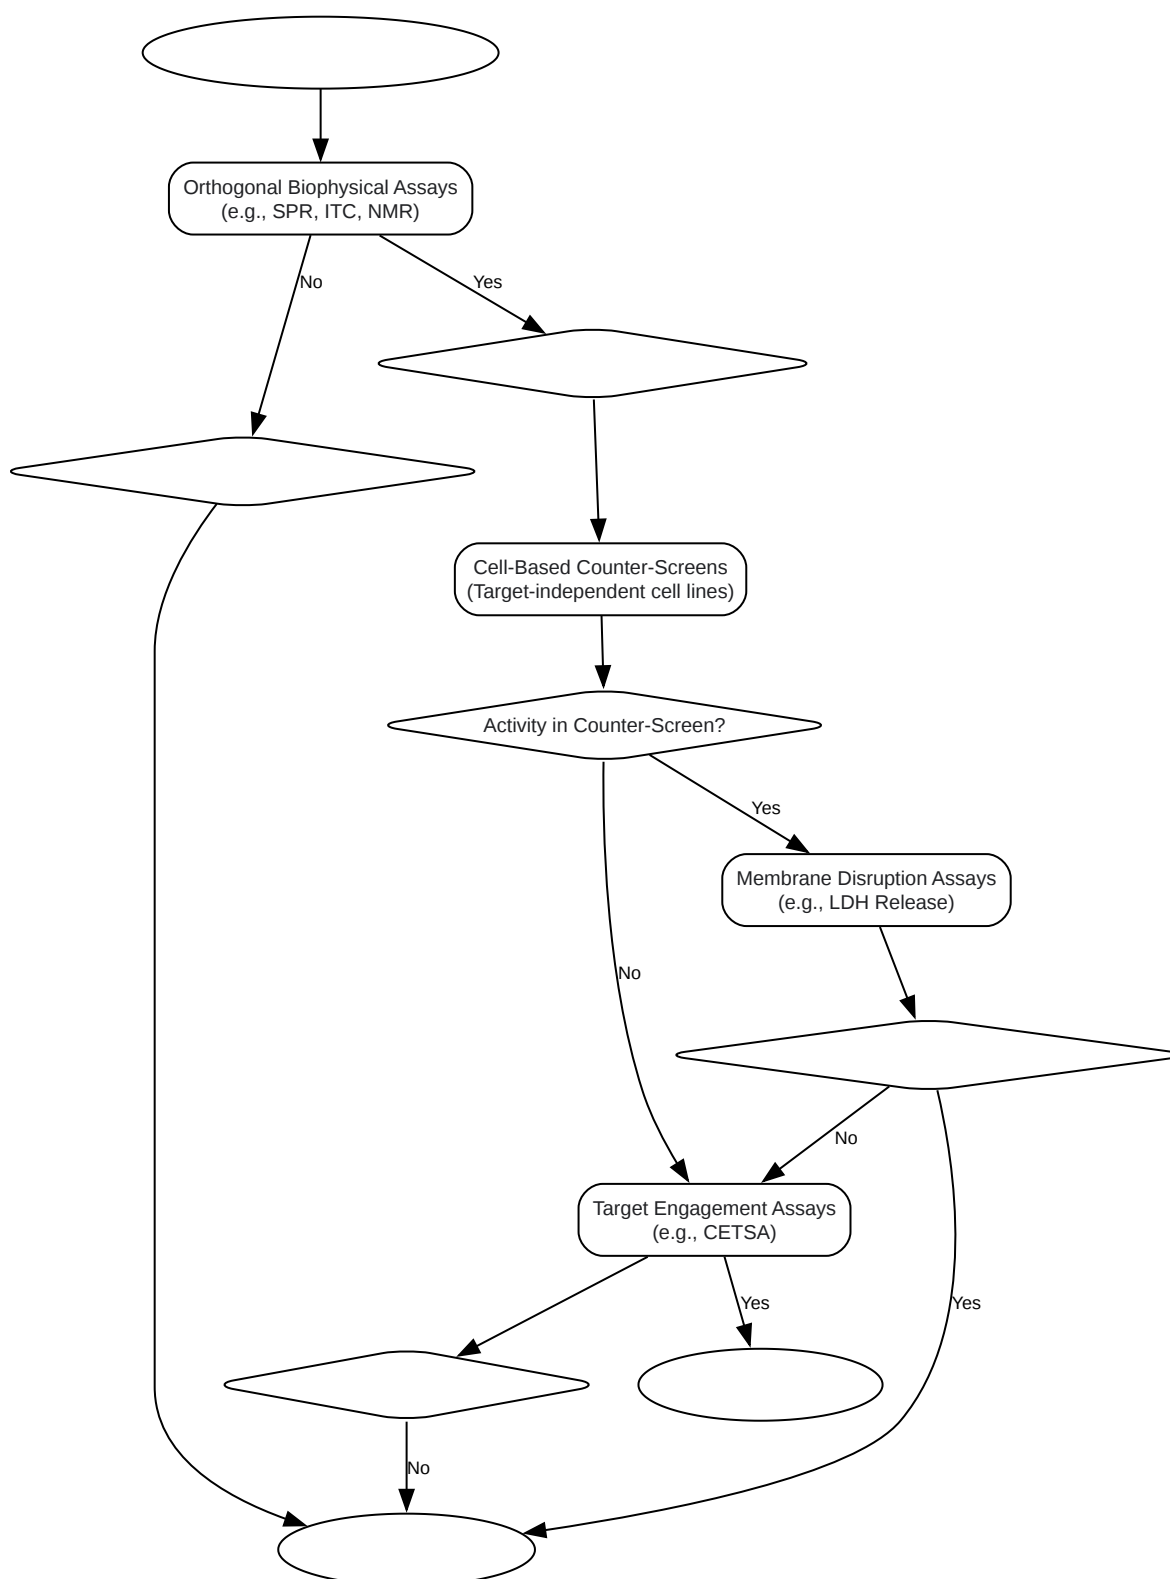 Orthogonal Biophysical Assays
(e.g., SPR, ITC, NMR)
No
Yes
Cell-Based Counter-Screens
(Target-independent cell lines)
Activity in Counter-Screen?
Yes
Membrane Disruption Assays
(e.g., LDH Release)
No
No
Target Engagement Assays
(e.g., CETSA)
Yes
Yes
No